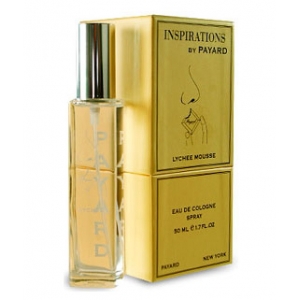 INSPIRATIONS
BY PAYARD
LYCHEE MOUSSE
EAU DE COLOGNE
SPRAY
50 ML ℮ 1.7 FL.OZ
PAYARD NEW YORK
PAYARD